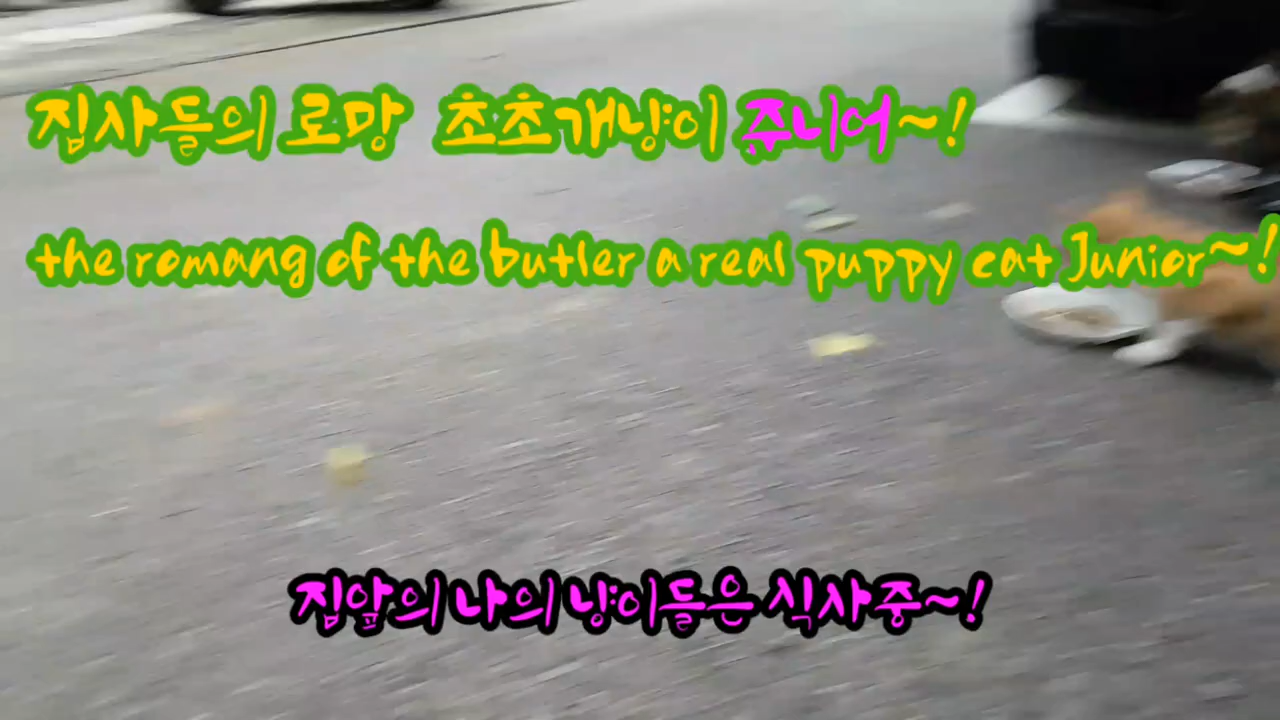 집사들의 로망 초초개냥이 쥬니어~!
the romang of the butler a real puppy cat Junior~!
집앞의 나의 냥이들은 식사중~!